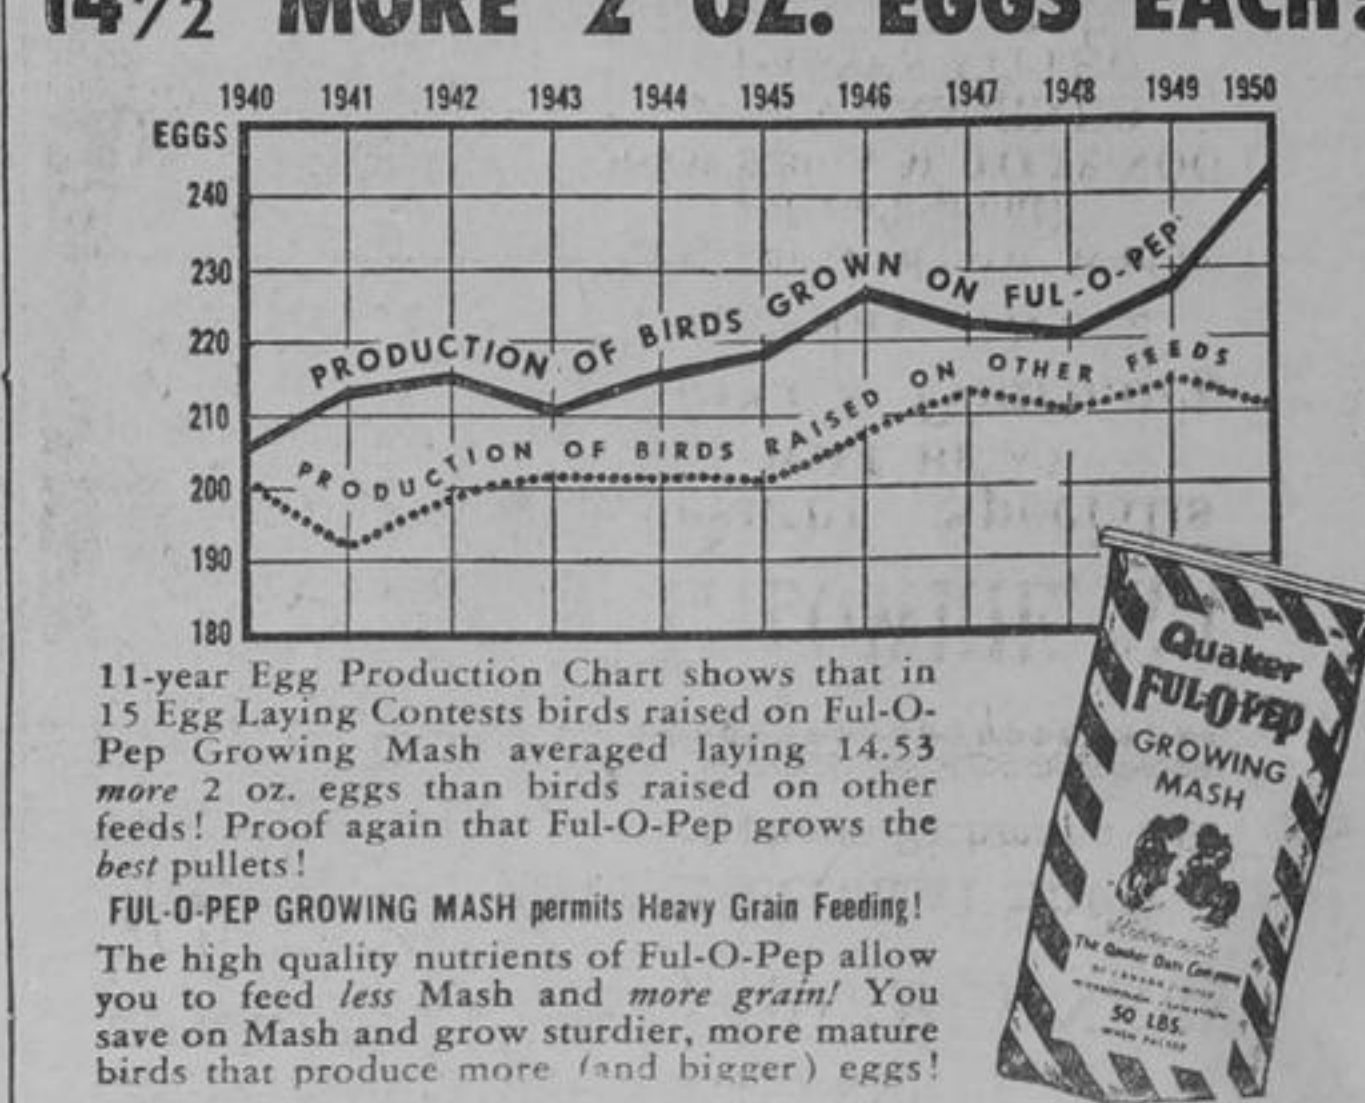 14½ MORE 2 OZ. EGGS EACH
1940 1941 1942 1943 1944 1945 1946 1947 1948 1949 1950
EGGS
240
230
220
210
200
190
180
PRODUCTION OF BIRDS GROWN ON FUL-O-PEP
PRODUCTION OF BIRDS RAISED ON OTHER FEEDS
11-year Egg Production Chart shows that in
15 Egg Laying Contests birds raised on Ful-O-
Pep Growing Mash averaged laying 14.53
more 2 oz. eggs than birds raised on other
feeds! Proof again that Ful-O-Pep grows the
best pullets!
FUL-O-PEP GROWING MASH permits Heavy Grain Feeding!
The high quality nutrients of Ful-O-Pep allow
you to feed less Mash and more grain! You
save on Mash and grow sturdier, more mature
birds that produce more (and bigger) eggs!
Quaker
FUL-O-PEP
GROWING
MASH
The Quaker Oats Company
50 LBS.
WHEN PACKED